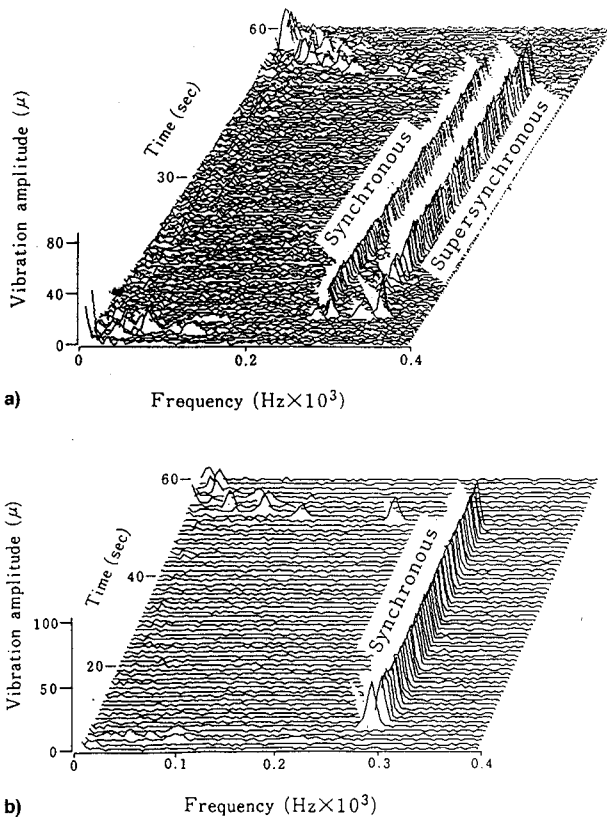 60
Time (sec)
30
Vibration amplitude (μ)
80
40
0
Synchronous
Supersynchronous
0
0.2
0.4
a)
Frequency (Hz×10³)
60
Time (sec)
40
20
Vibration amplitude (μ)
100
50
0
Synchronous
0
0.1
0.2
0.3
0.4
b)
Frequency (Hz×10³)